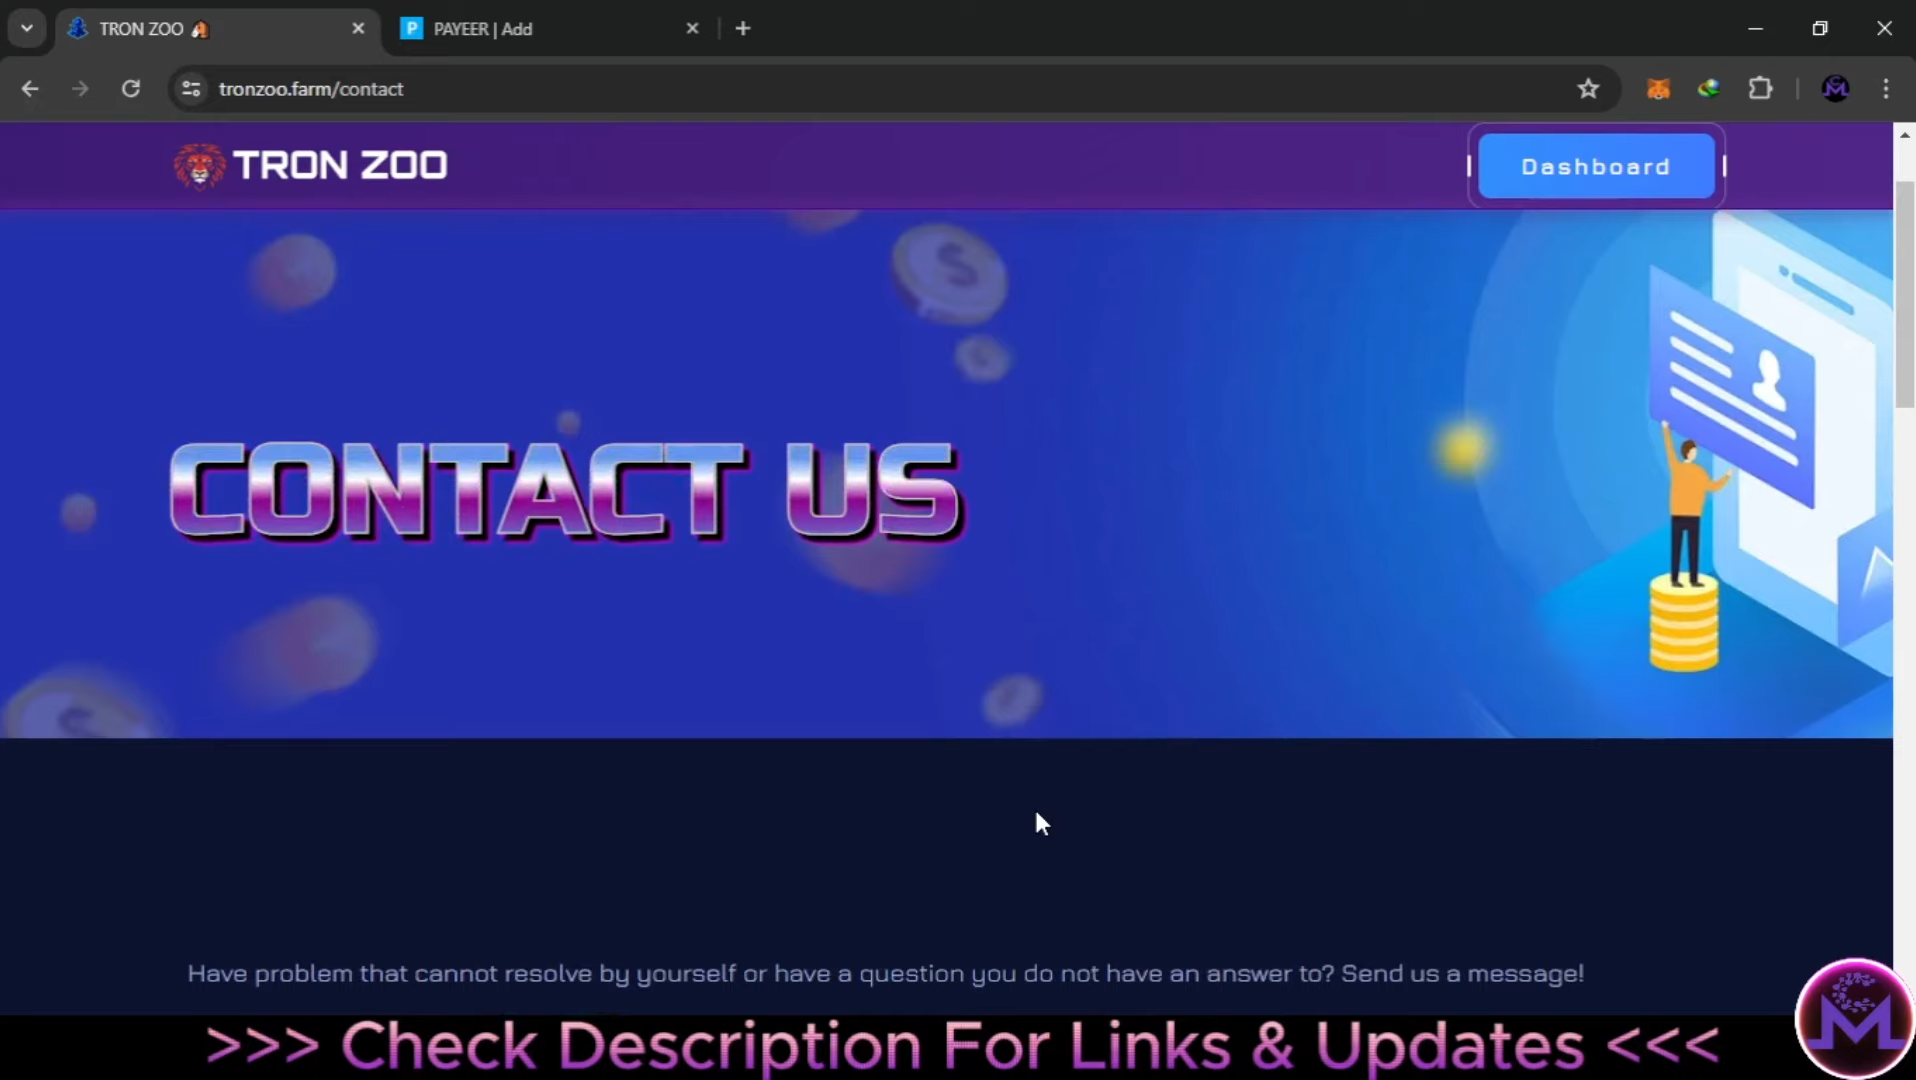 TRON ZOO
PAYEER | Add
tronzoo.farm/contact
TRON ZOO
Dashboard
CONTACT US
Have problem that cannot resolve by yourself or have a question you do not have an answer to? Send us a message!
>>> Check Description For Links & Updates <<<